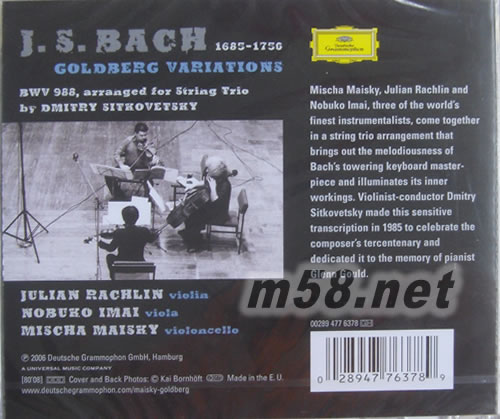 J. S. BACH 1685-1750
GOLDBERG VARIATIONS
BWV 988, arranged for String Trio
by DMITRY SITKOVETSKY
Deutsche
Grammophon
Mischa Maisky, Julian Rachlin and
Nobuko Imai, three of the world's
finest instrumentalists, come together
in a string trio arrangement that
brings out the melodiousness of
Bach's towering keyboard master-
piece and illuminates its inner
workings. Violinist-conductor Dmitry
Sitkovetsky made this sensitive
transcription in 1985 to celebrate the
composer's tercentenary and
dedicated it to the memory of pianist
Glenn Gould.
m58.net
JULIAN RACHLIN violin
NOBUKO IMAI viola
MISCHA MAISKY violoncello
00289 477 6378
℗ 2006 Deutsche Grammophon GmbH, Hamburg
A UNIVERSAL MUSIC COMPANY
[80'08] Cover and Back Photos: © Kai Bornhöft Made in the E. U.
www.deutschegrammophon.com/maisky-goldberg
0 28947 76378 9